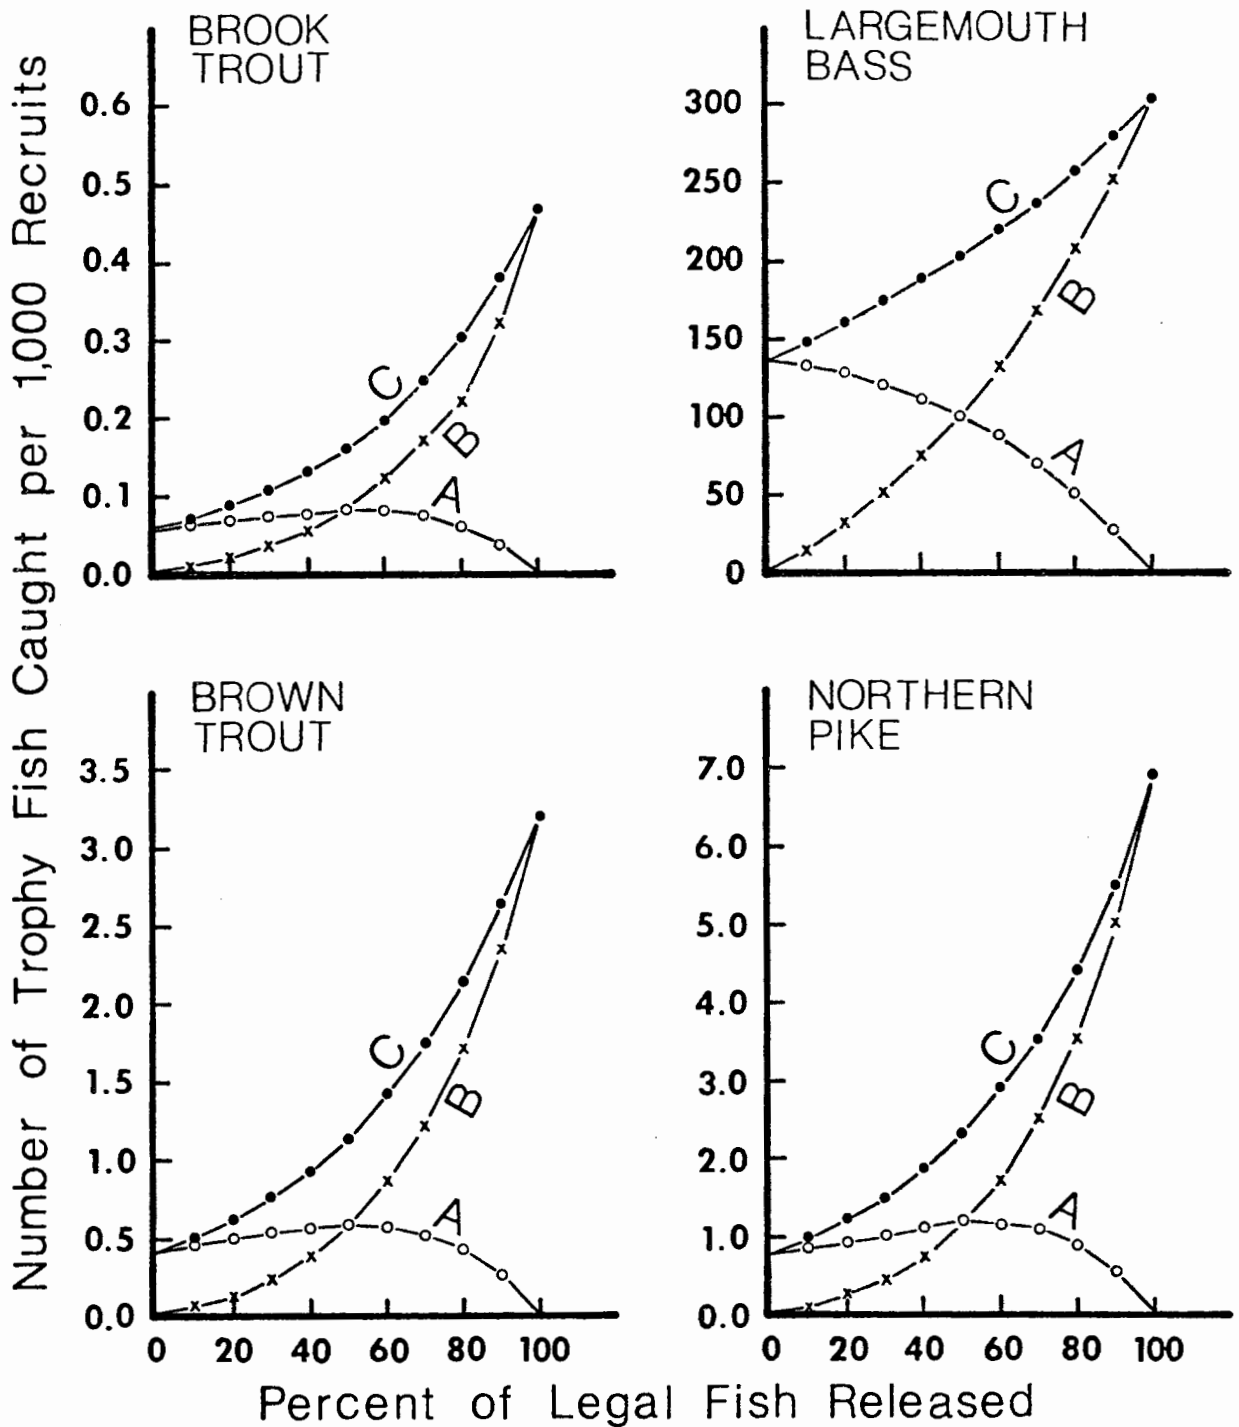 Number of Trophy Fish Caught per 1,000 Recruits
BROOK
TROUT
0.6
0.5
0.4
0.3
0.2
0.1
0.0
C
B
A
LARGEMOUTH
BASS
300
250
200
150
100
50
0
C
B
A
BROWN
TROUT
3.5
3.0
2.5
2.0
1.5
1.0
0.5
0.0
C
B
A
0 20 40 60 80 100
NORTHERN
PIKE
7.0
6.0
5.0
4.0
3.0
2.0
1.0
0.0
C
B
A
0 20 40 60 80 100
Percent of Legal Fish Released